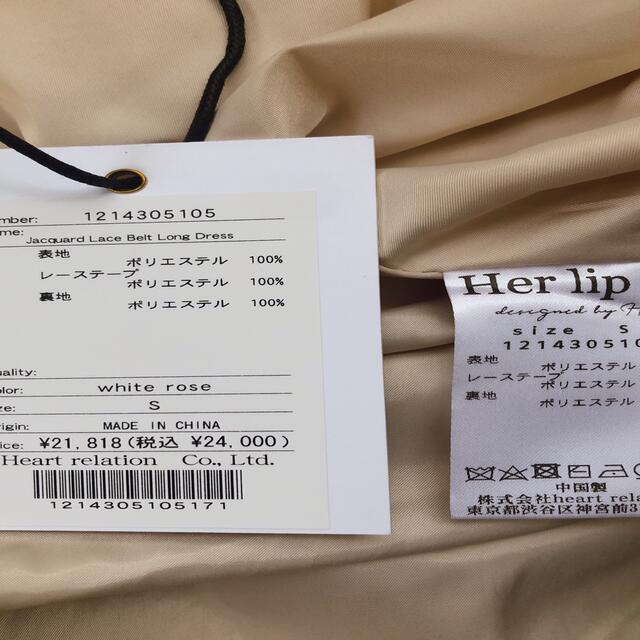 mber: 1214305105
me: Jacquard Lace Belt Long Dress
表地
ポリエステル 100%
レーステープ
ポリエステル 100%
裏地
ポリエステル 100%
uality:
olor: white rose
ze: S
rigin: MADE IN CHINA
ice: ¥21,818(税込 ¥24,000)
Heart relation Co., Ltd.
1214305105171
Her lip
designed by H
size S
1214305105
表地
ポリエステル
レーステープ
ポリエステル
裏地
ポリエステル
中国製
株式会社heart rela
東京都渋谷区神宮前3